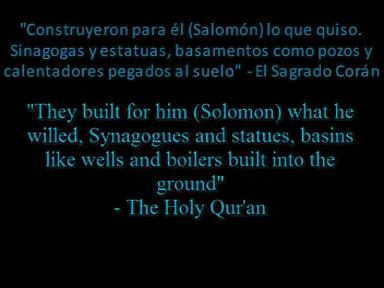 "Construyeron para él (Salomón) lo que quiso.
Sinagogas y estatuas, basamentos como pozos y
calentadores pegados al suelo" - El Sagrado Corán
"They built for him (Solomon) what he
willed, Synagogues and statues, basins
like wells and boilers built into the
ground"
- The Holy Qur'an